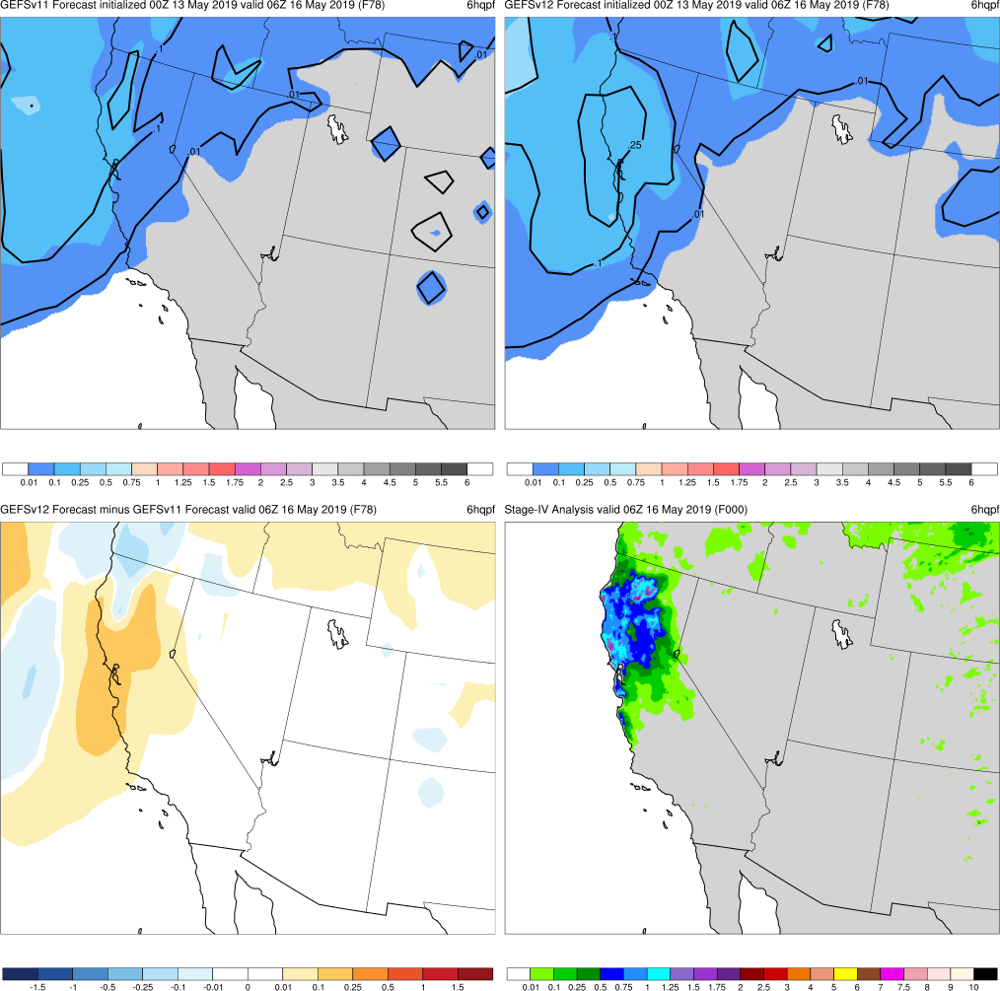 GEFSv11 Forecast initialized 00Z 13 May 2019 valid 06Z 16 May 2019 (F78) 6hqpf
.1
.01
.01
.1
.01
0.01 0.1 0.25 0.5 0.75 1 1.25 1.5 1.75 2 2.5 3 3.5 4 4.5 5 5.5 6
GEFSv12 Forecast initialized 00Z 13 May 2019 valid 06Z 16 May 2019 (F78) 6hqpf
.1
.01
.25
.01
.1
0.01 0.1 0.25 0.5 0.75 1 1.25 1.5 1.75 2 2.5 3 3.5 4 4.5 5 5.5 6
GEFSv12 Forecast minus GEFSv11 Forecast valid 06Z 16 May 2019 (F78) 6hqpf
-1.5 -1 -0.5 -0.25 -0.1 -0.01 0 0.01 0.1 0.25 0.5 1 1.5
Stage-IV Analysis valid 06Z 16 May 2019 (F000) 6hqpf
0.01 0.1 0.25 0.5 0.75 1 1.25 1.5 1.75 2 2.5 3 4 5 6 7 7.5 8 9 10